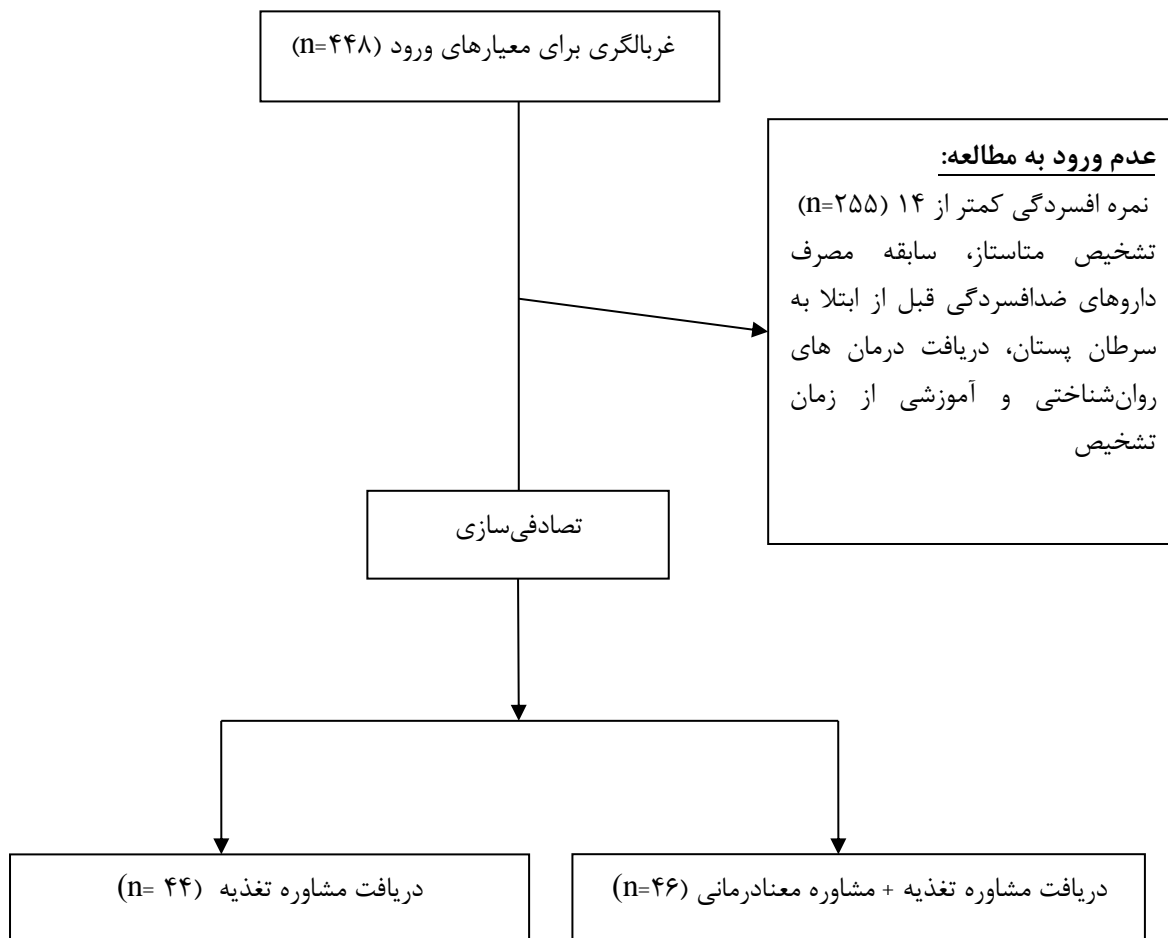 غربالگری برای معیارهای ورود (n=۴۴۸)
عدم ورود به مطالعه:
نمره افسردگی کمتر از ۱۴ (n=۲۵۵)
تشخیص متاستاز، سابقه مصرف
داروهای ضدافسردگی قبل از ابتلا به
سرطان پستان، دریافت درمان های
روان‌شناختی و آموزشی از زمان
تشخیص
تصادفی‌سازی
دریافت مشاوره تغذیه + مشاوره معنادرمانی (n=۴۶)
دریافت مشاوره تغذیه (n= ۴۴)